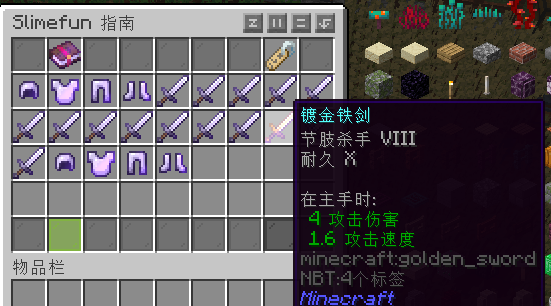 Slimefun 指南
镀金铁剑
节肢杀手 VIII
耐久 X
在主手时:
4 攻击伤害
1.6 攻击速度
minecraft:golden_sword
NBT:4个标签
Minecraft
物品栏